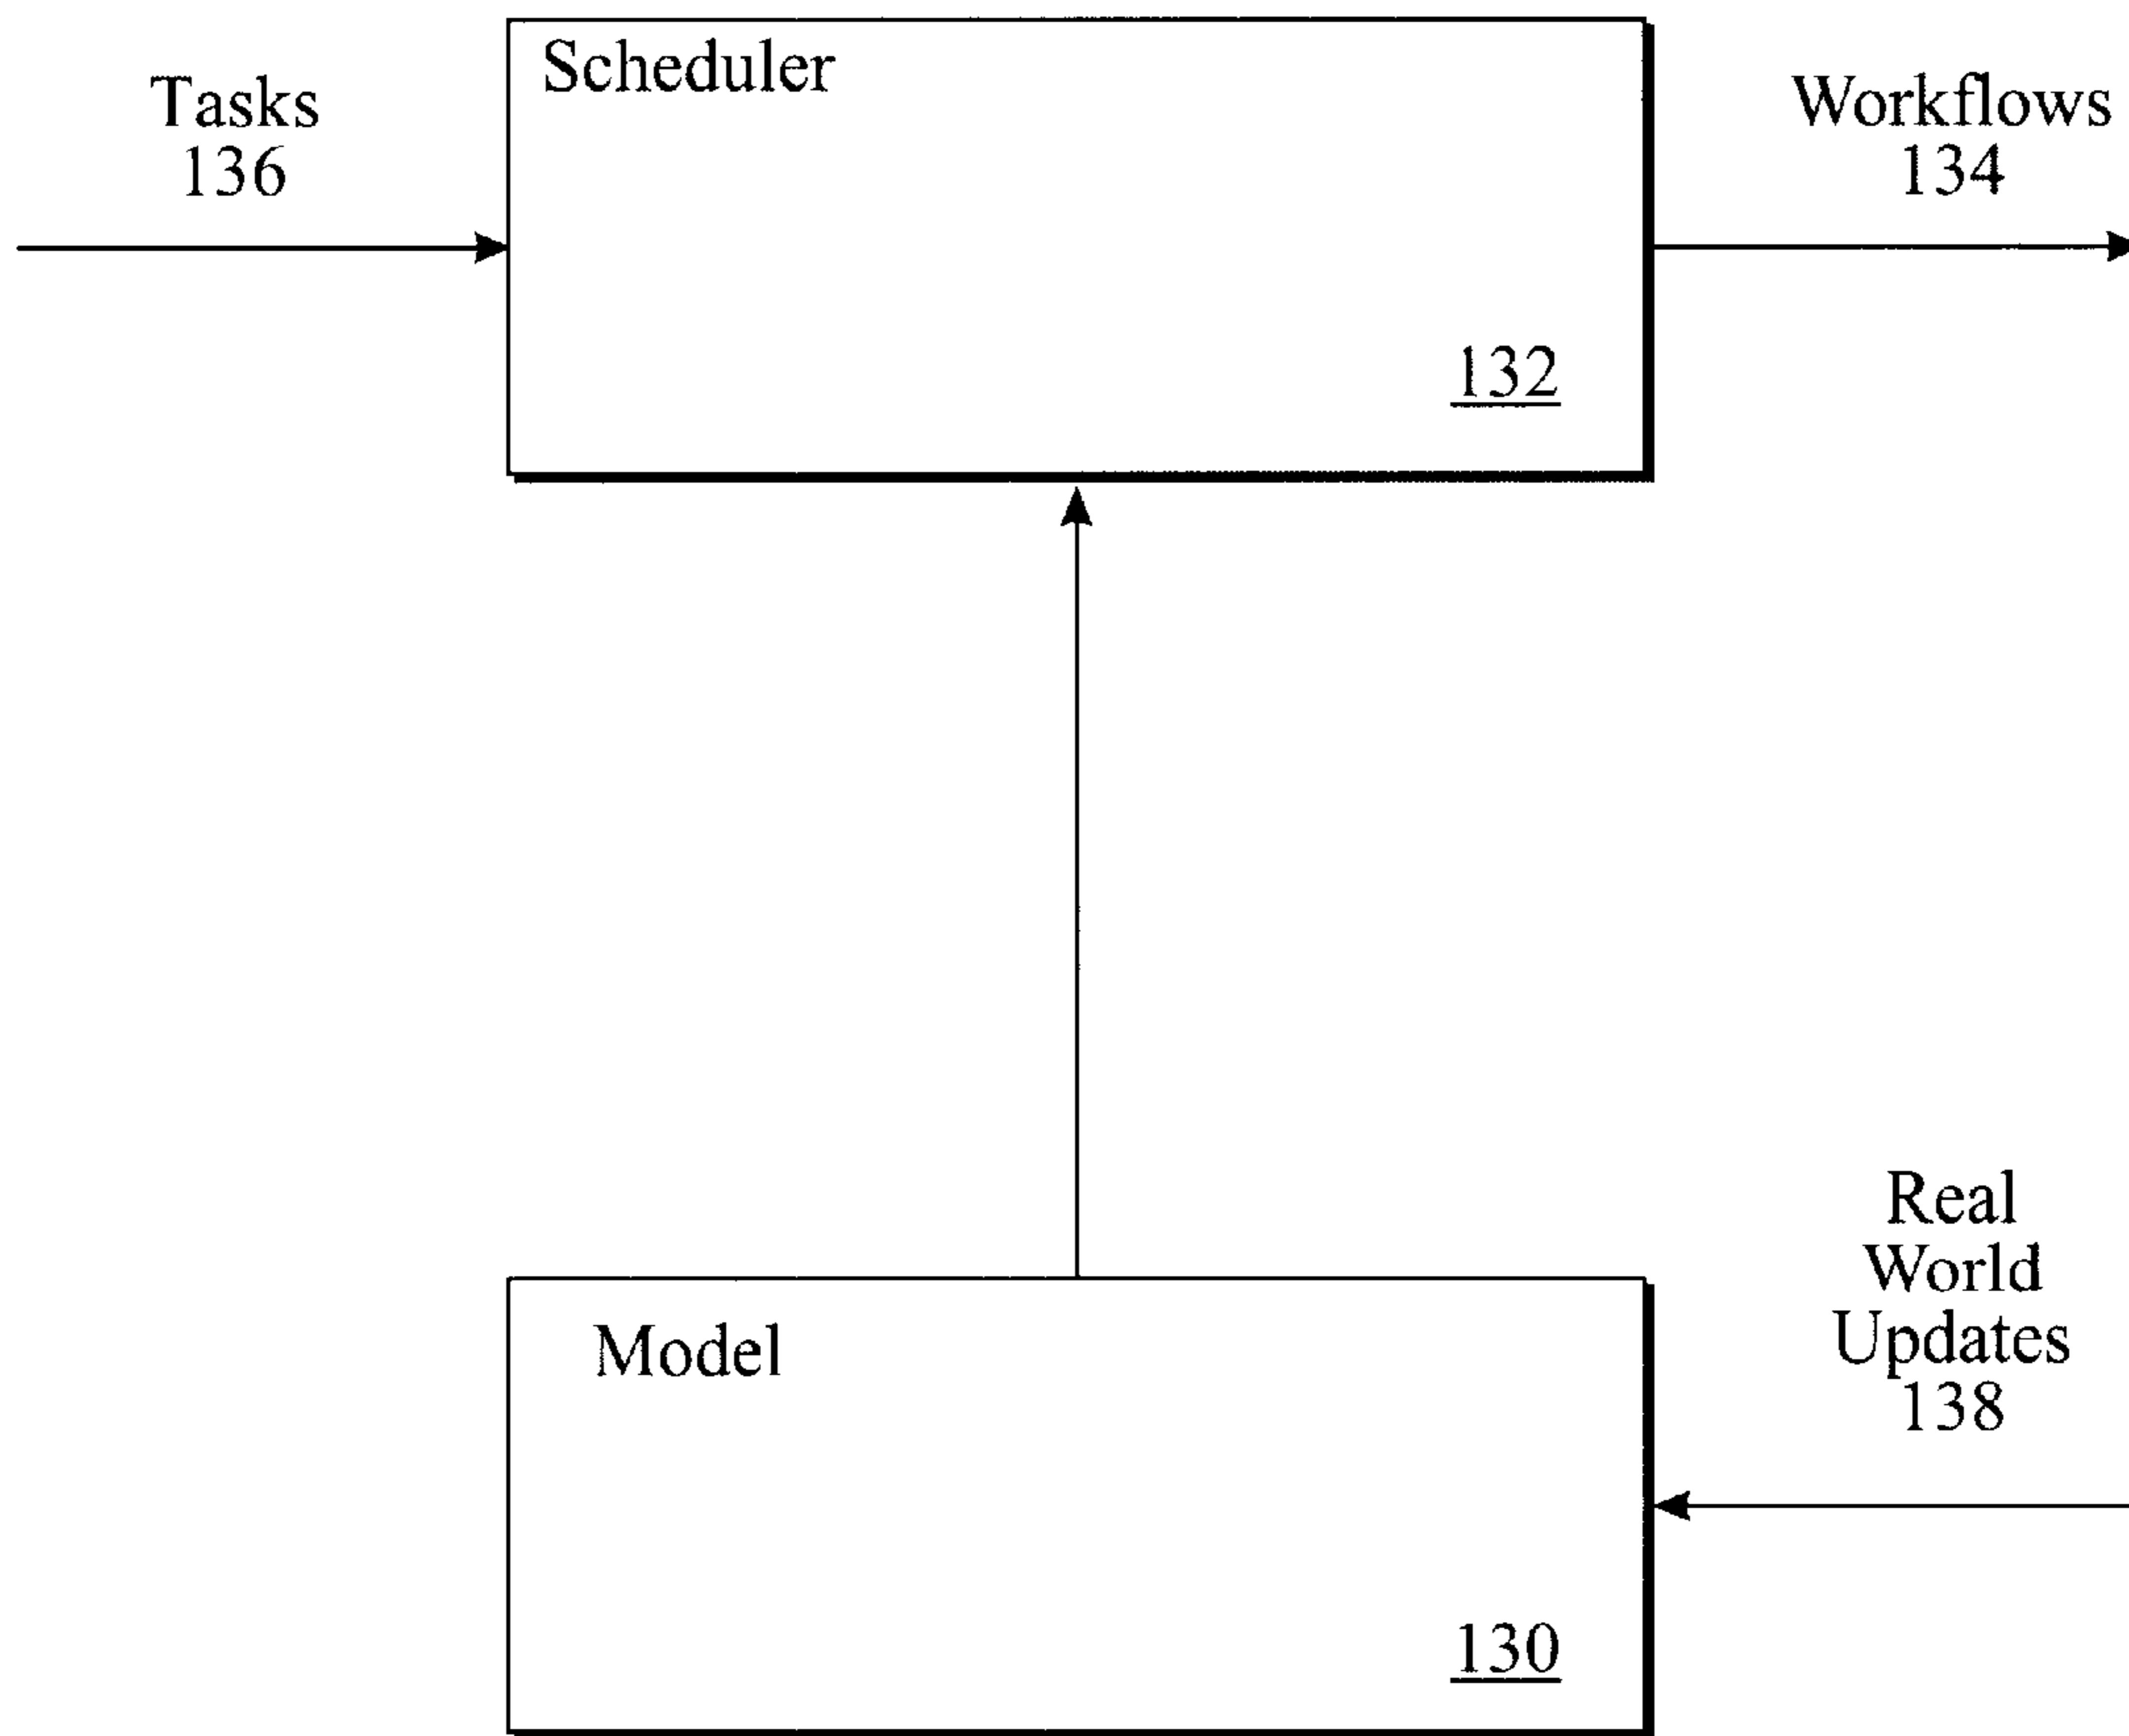 Scheduler
Tasks
136
Workflows
134
132
Real
World
Updates
138
Model
130